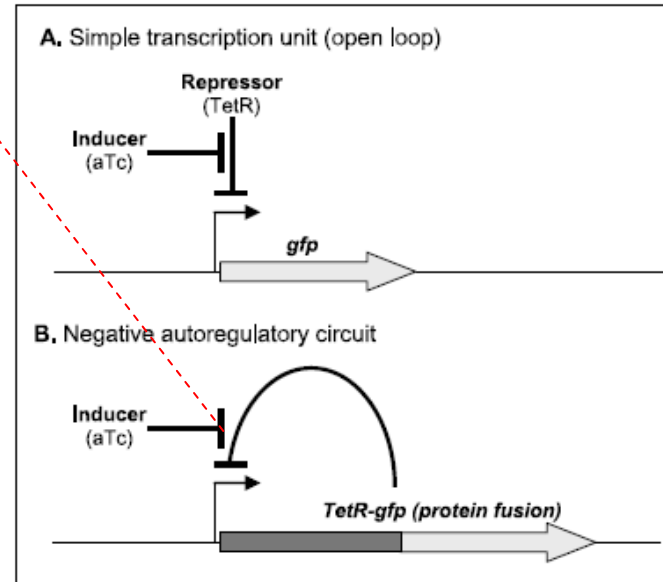 A. Simple transcription unit (open loop)
Repressor
(TetR)
Inducer
(aTc)
gfp
B. Negative autoregulatory circuit
Inducer
(aTc)
TetR-gfp (protein fusion)